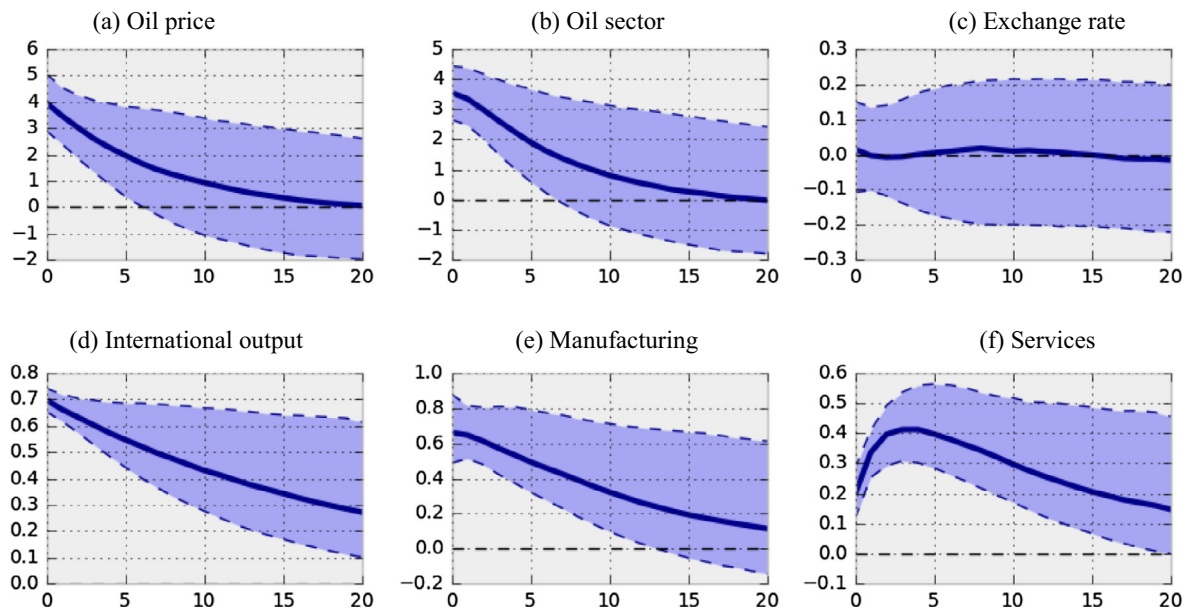 (a) Oil price (b) Oil sector (c) Exchange rate
6 5 0.3
5 4 0.2
4 3 0.1
3 2 0.0
2 1 −0.1
1 0 −0.2
0 −1 −0.3
−1 −2
−2
0 5 10 15 20 0 5 10 15 20 0 5 10 15 20
(d) International output (e) Manufacturing (f) Services
0.8 1.0 0.6
0.7 0.8 0.5
0.6 0.6 0.4
0.5 0.4 0.3
0.4 0.2 0.2
0.3 0.0 0.1
0.2 −0.2 0.0
0.1 −0.1
0.0
0 5 10 15 20 0 5 10 15 20 0 5 10 15 20